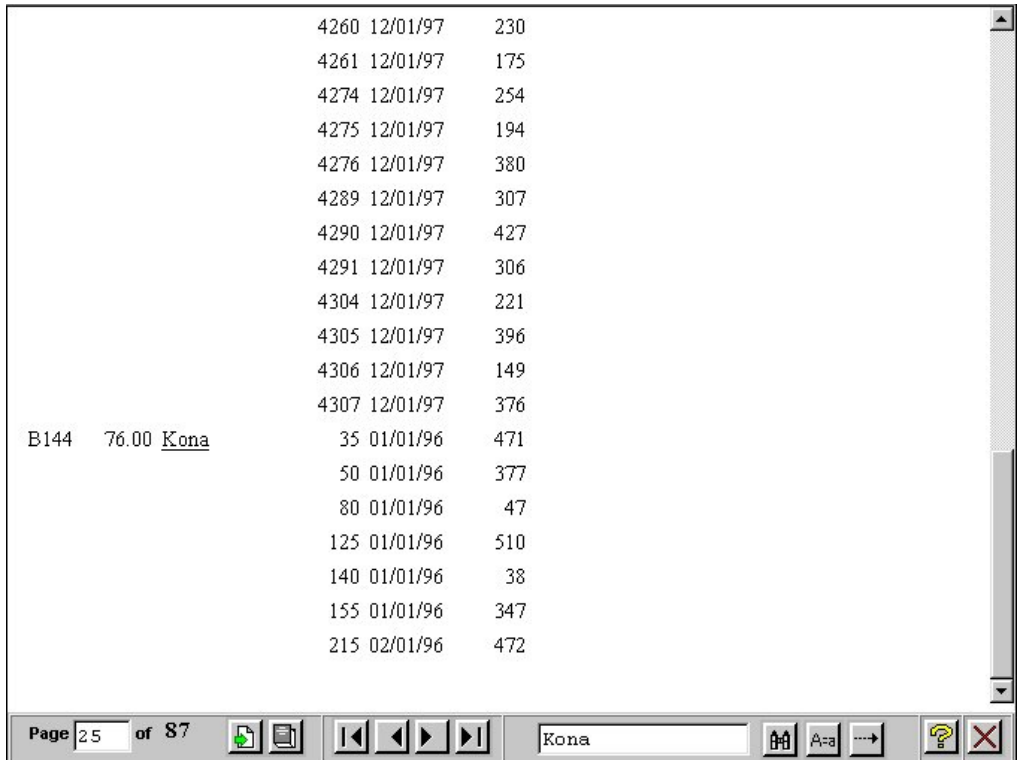 4260 12/01/97 230
4261 12/01/97 175
4274 12/01/97 254
4275 12/01/97 194
4276 12/01/97 380
4289 12/01/97 307
4290 12/01/97 427
4291 12/01/97 306
4304 12/01/97 221
4305 12/01/97 396
4306 12/01/97 149
4307 12/01/97 376
B144 76.00 Kona 35 01/01/96 471
50 01/01/96 377
80 01/01/96 47
125 01/01/96 510
140 01/01/96 38
155 01/01/96 347
215 02/01/96 472
Page 25 of 87 Kona A=a ?